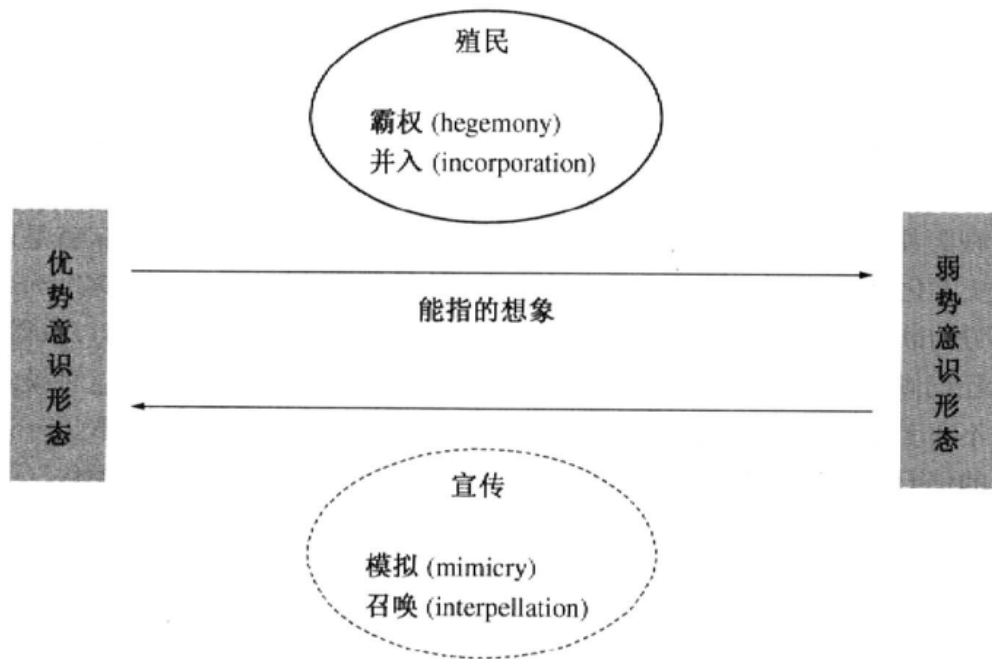 殖民
霸权 (hegemony)
并入 (incorporation)
优势意识形态
能指的想象
弱势意识形态
宣传
模拟 (mimicry)
召唤 (interpellation)